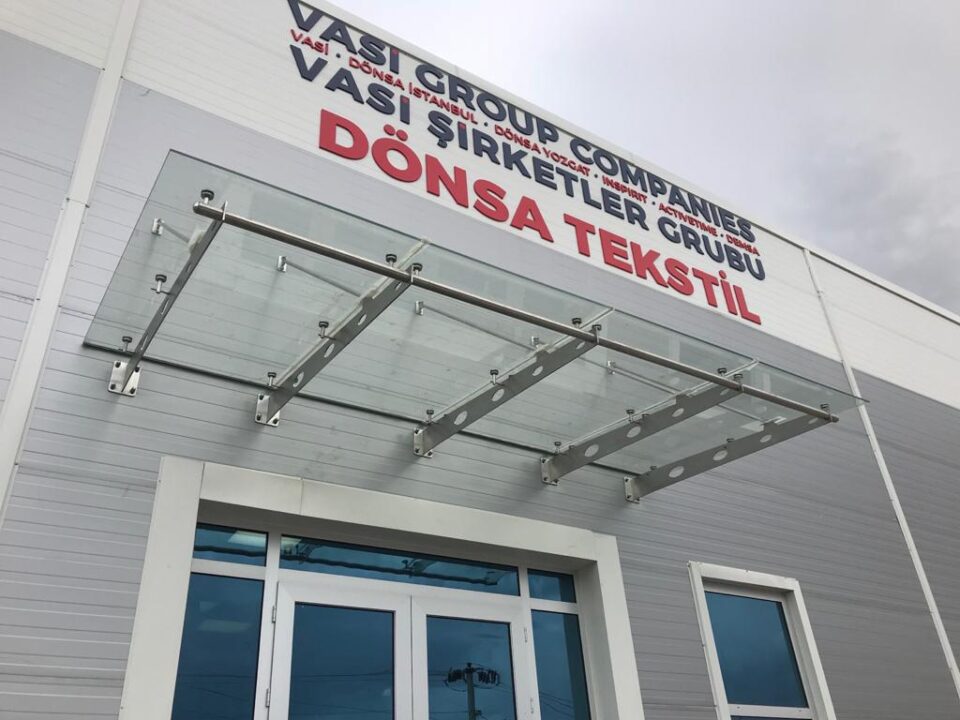 VASİ GROUP COMPANIES
VASİ · DÖNSA İSTANBUL · DÖNSA YOZGAT · INSPIRIT · ACTIVETIME · DEMSA
VASİ ŞİRKETLER GRUBU
DÖNSA TEKSTİL